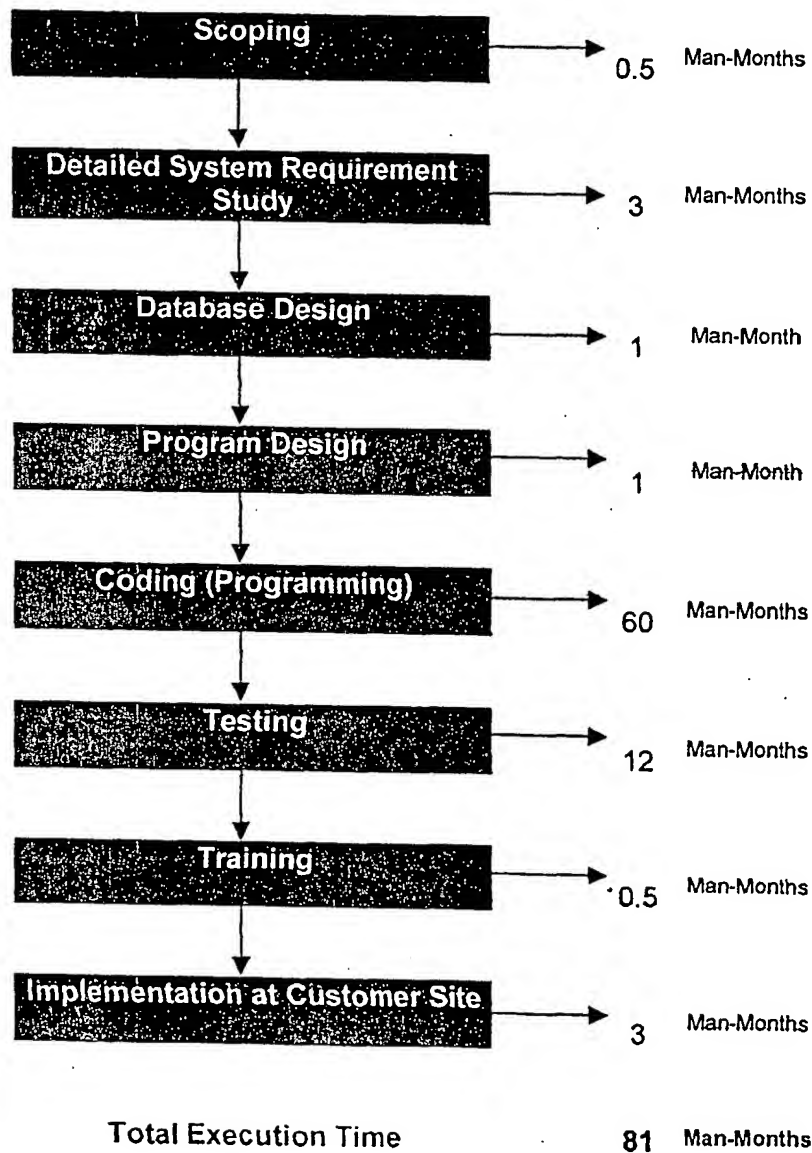 Scoping
0.5 Man-Months
Detailed System Requirement
Study
3 Man-Months
Database Design
1 Man-Month
Program Design
1 Man-Month
Coding (Programming)
60 Man-Months
Testing
12 Man-Months
Training
0.5 Man-Months
Implementation at Customer Site
3 Man-Months
Total Execution Time 81 Man-Months